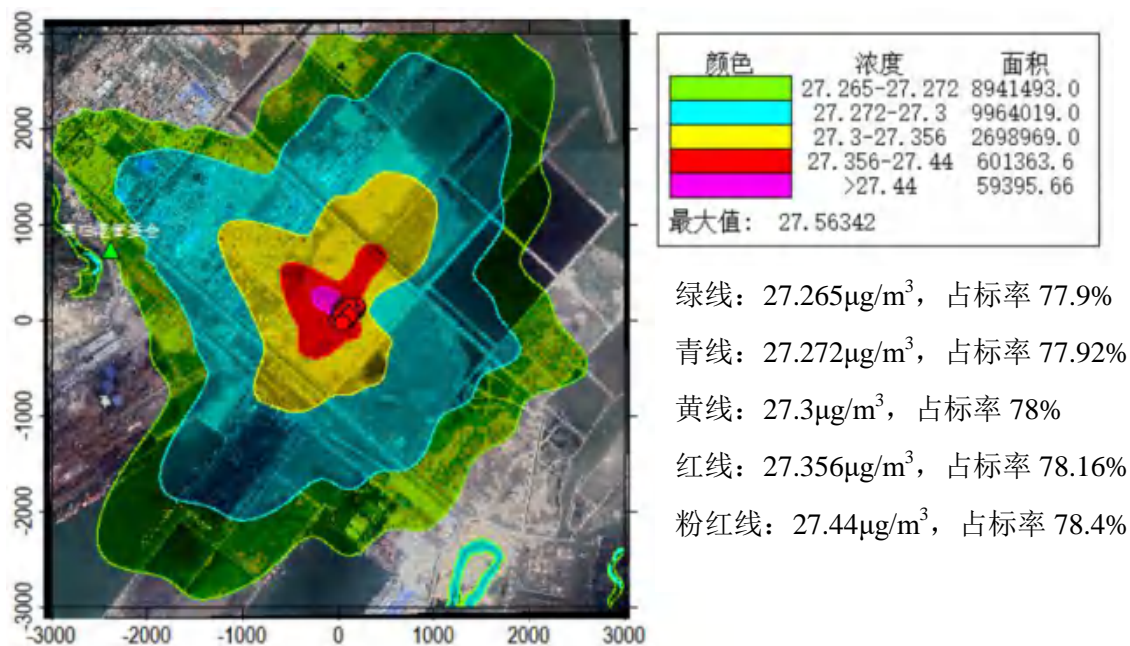 3000
2000
1000
0
-1000
-2000
-3000
-3000 -2000 -1000 0 1000 2000 3000
颜色 浓度 面积
27.265-27.272 8941493.0
27.272-27.3 9964019.0
27.3-27.356 2698969.0
27.356-27.44 601363.6
>27.44 59395.66
最大值: 27.56342
绿线:27.265μg/m³,占标率 77.9%
青线:27.272μg/m³,占标率 77.92%
黄线:27.3μg/m³,占标率 78%
红线:27.356μg/m³,占标率 78.16%
粉红线:27.44μg/m³,占标率 78.4%